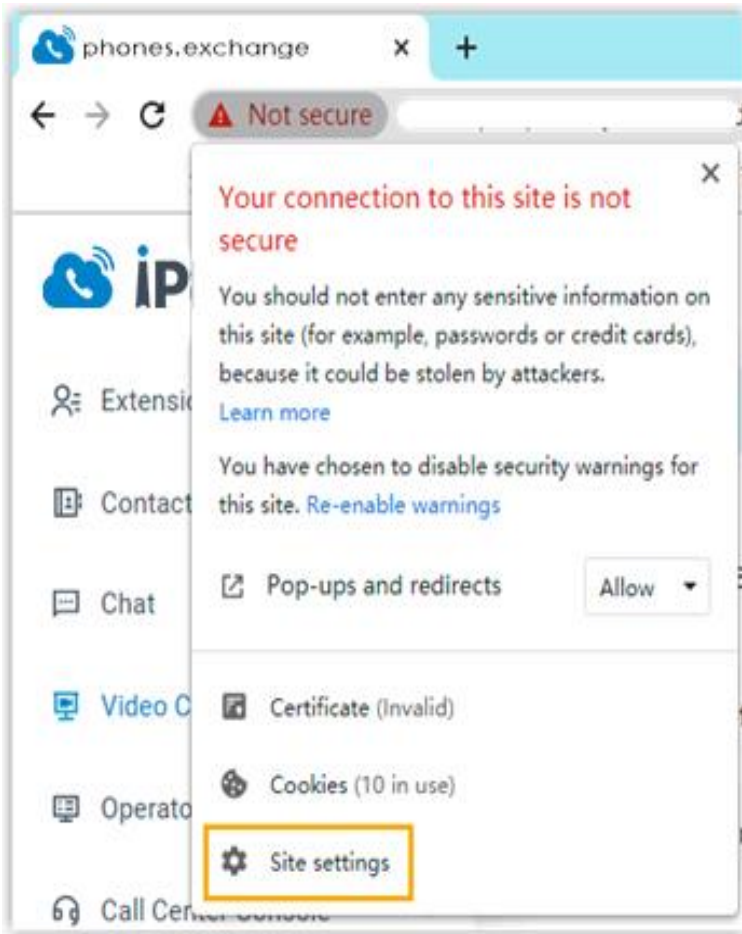 phones.exchange
Not secure
Your connection to this site is not
secure
You should not enter any sensitive information on
this site (for example, passwords or credit cards),
because it could be stolen by attackers.
Learn more
You have chosen to disable security warnings for
this site. Re-enable warnings
Pop-ups and redirects Allow
Certificate (Invalid)
Cookies (10 in use)
Site settings
iP
Extensio
Contact
Chat
Video C
Operato
Call Center Console